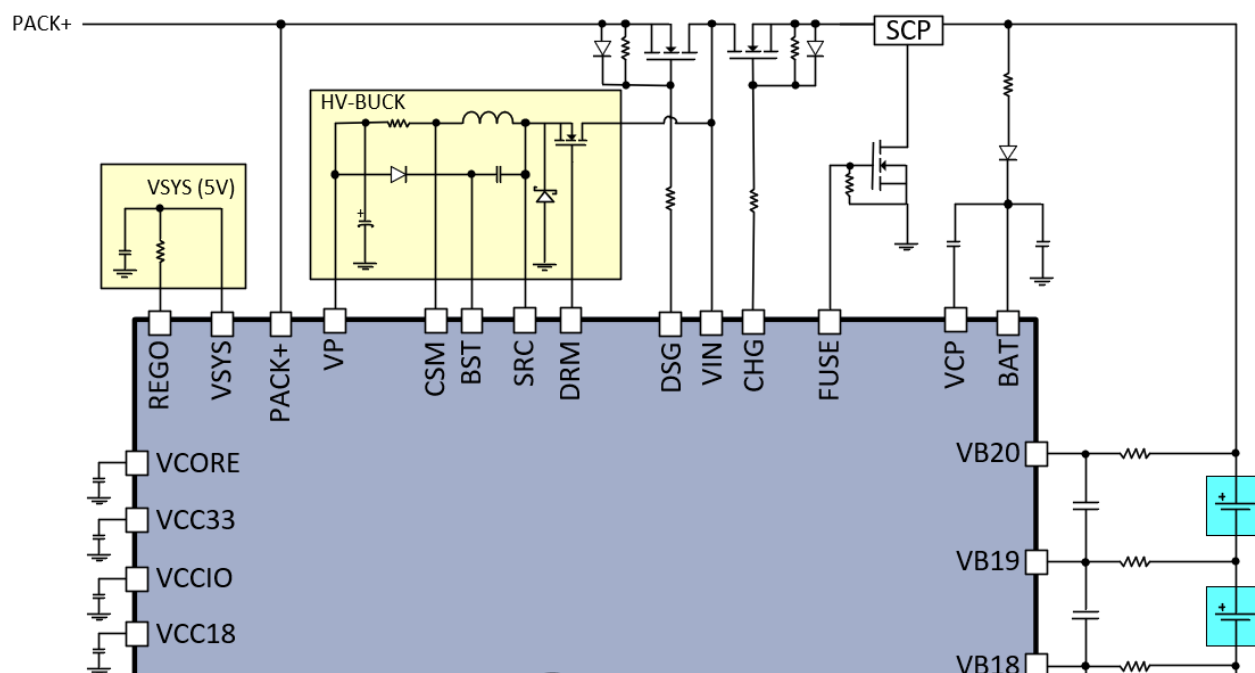 PACK+
SCP
HV-BUCK
VSYS (5V)
+
REGO
VSYS
PACK+
VP
CSM
BST
SRC
DRM
DSG
VIN
CHG
FUSE
VCP
BAT
VCORE
VCC33
VCCIO
VCC18
VB20
+
VB19
+
VB18